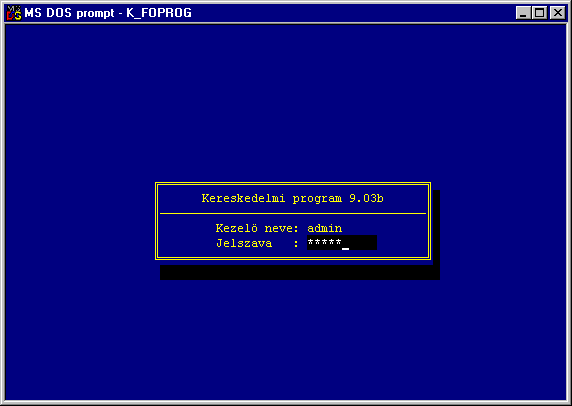 MS DOS prompt - K_FOPROG
Kereskedelmi program 9.03b
Kezelö neve: admin
Jelszava : *****_